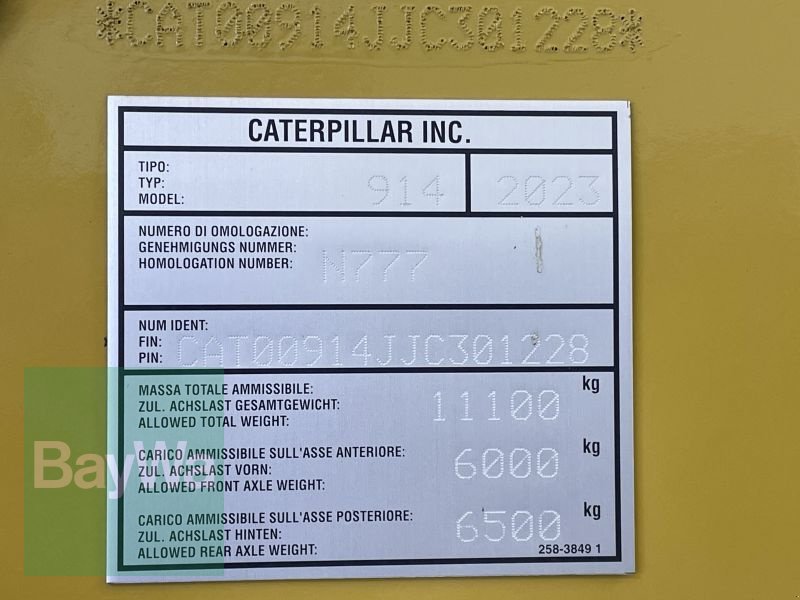 *CAT00914JJC301228*
CATERPILLAR INC.
TIPO:
TYP:
MODEL: 914 2023
NUMERO DI OMOLOGAZIONE:
GENEHMIGUNGS NUMMER:
HOMOLOGATION NUMBER: N777
NUM IDENT:
FIN:
PIN: CAT00914JJC301228
MASSA TOTALE AMMISSIBILE: kg
ZUL. ACHSLAST GESAMTGEWICHT: 11100
ALLOWED TOTAL WEIGHT:
CARICO AMMISSIBILE SULL'ASSE ANTERIORE: kg
ZUL. ACHSLAST VORN: 6000
ALLOWED FRONT AXLE WEIGHT:
CARICO AMMISSIBILE SULL'ASSE POSTERIORE: kg
ZUL. ACHSLAST HINTEN: 6500
ALLOWED REAR AXLE WEIGHT: 258-3849 1
BayWa